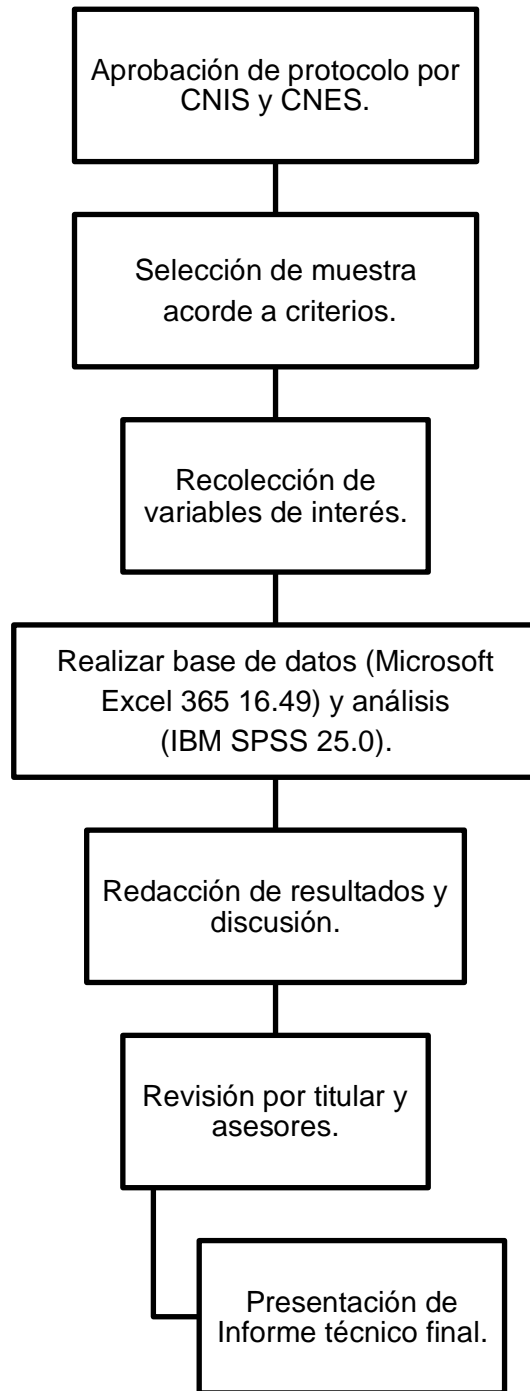 Aprobación de protocolo por
CNIS y CNES.
Selección de muestra
acorde a criterios.
Recolección de
variables de interés.
Realizar base de datos (Microsoft
Excel 365 16.49) y análisis
(IBM SPSS 25.0).
Redacción de resultados y
discusión.
Revisión por titular y
asesores.
Presentación de
Informe técnico final.